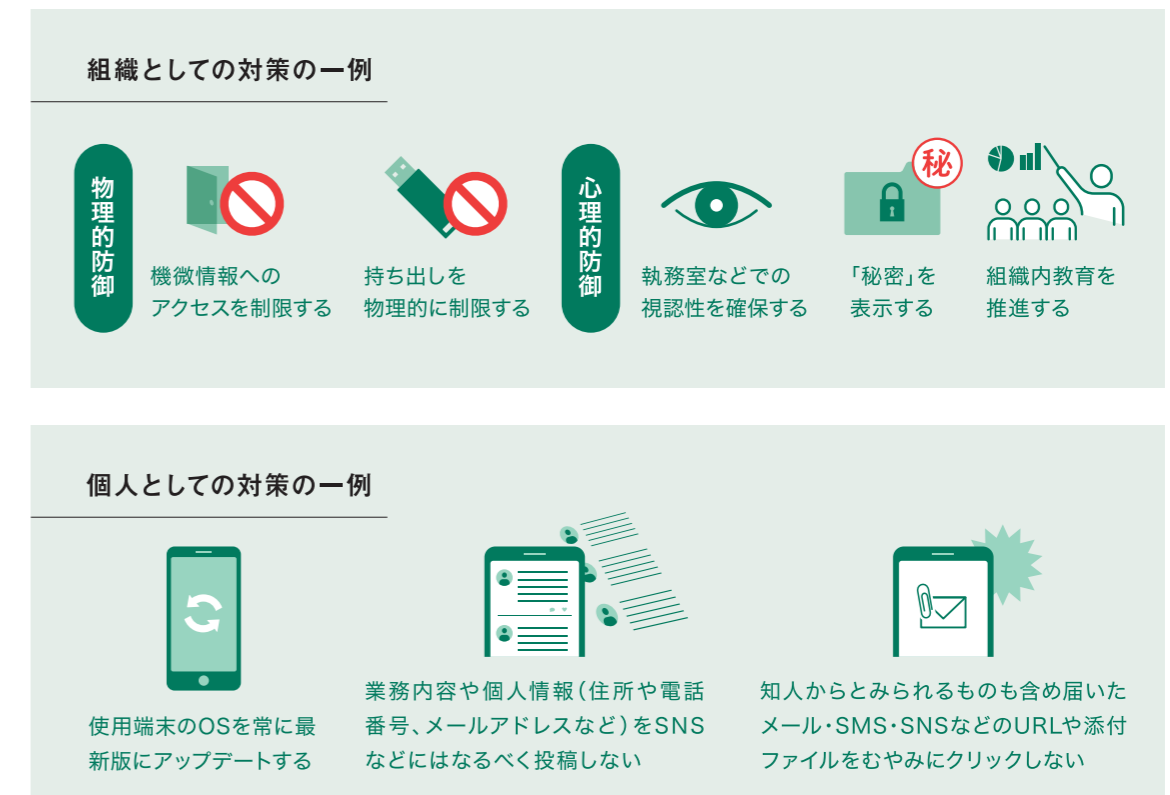 組織としての対策の一例
物理的防御
機微情報への
アクセスを制限する
持ち出しを
物理的に制限する
心理的防御
執務室などでの
視認性を確保する
秘
「秘密」を
表示する
組織内教育を
推進する
個人としての対策の一例
使用端末のOSを常に最
新版にアップデートする
業務内容や個人情報(住所や電話
番号、メールアドレスなど)をSNS
などにはなるべく投稿しない
知人からとみられるものも含め届いた
メール・SMS・SNSなどのURLや添付
ファイルをむやみにクリックしない